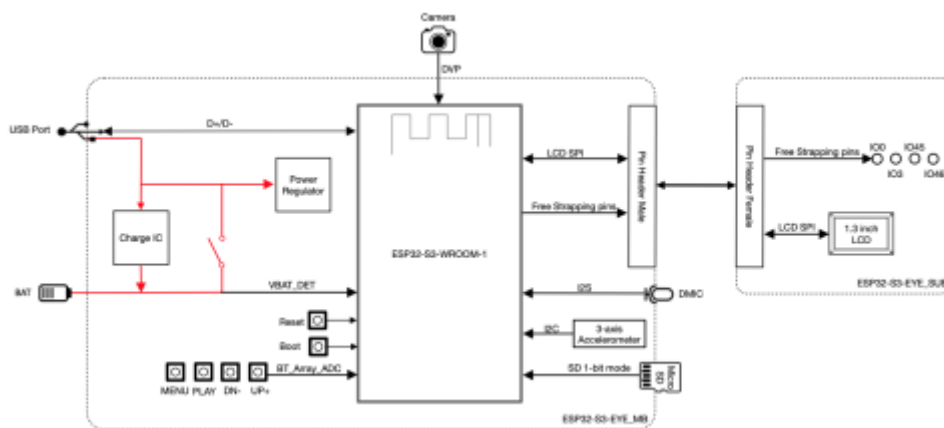 Camera
DVP
USB Port
D+/D-
Power
Regulator
Charge IC
BAT
VBAT_DET
Reset
Boot
BT_Array_ADC
MENU
PLAY
DN-
UP+
ESP32-S3-WROOM-1
LCD SPI
Free Strapping pins
I2S
DMIC
I2C
3-axis
Accelerometer
SD 1-bit mode
Micro
SD
ESP32-S3-EYE_MB
Pin Header Male
Pin Header Female
Free Strapping pins
IO0
IO45
IO3
IO46
LCD SPI
1.3 inch
LCD
ESP32-S3-EYE_SUB